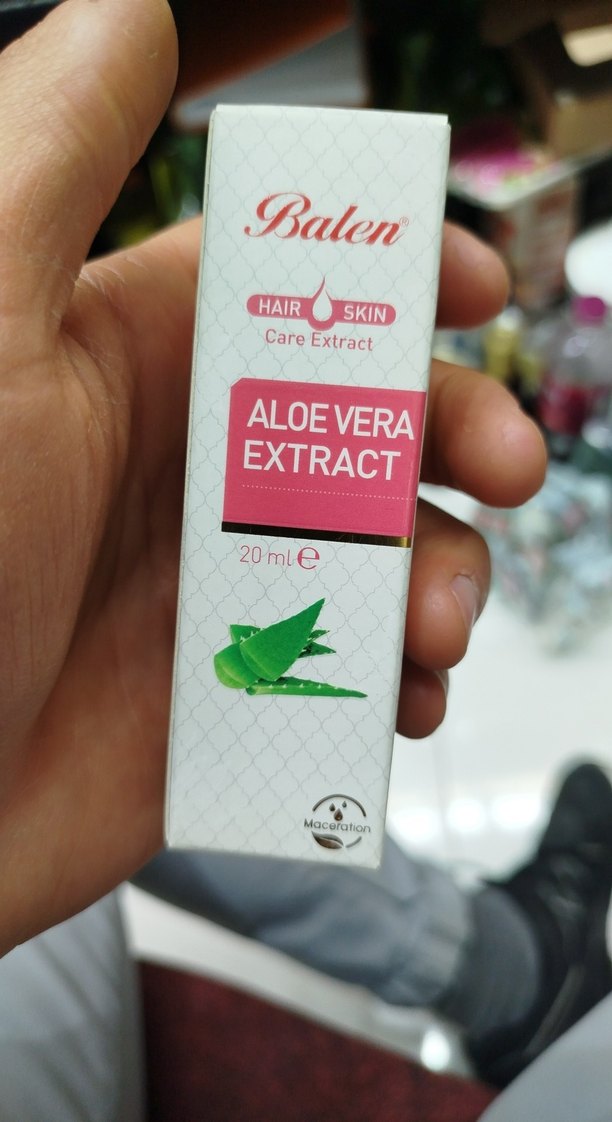 Balen®
HAIR SKIN
Care Extract
ALOE VERA
EXTRACT
20 ml ℮
Maceration